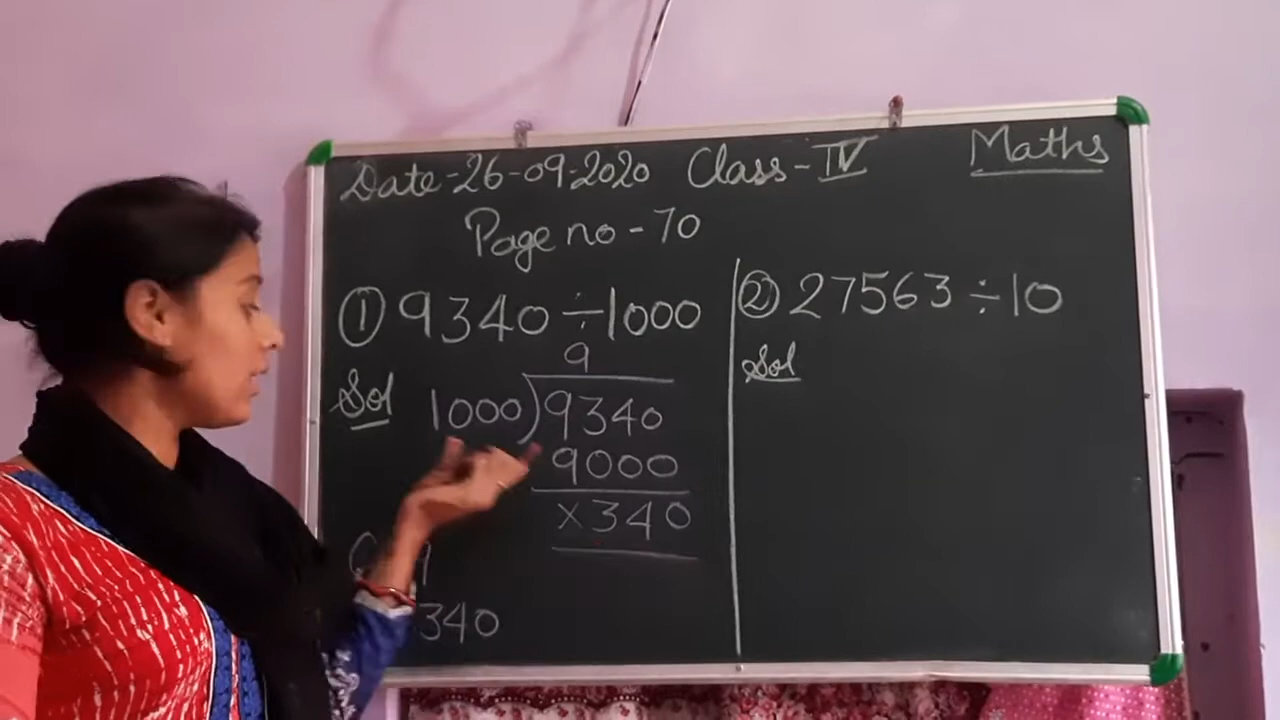 Date-26-09-2020 Class-IV Maths
Page no-70
① 9340÷1000
9
Sol 1000)9340
9000
×340
9
340
② 27563÷10
Sol